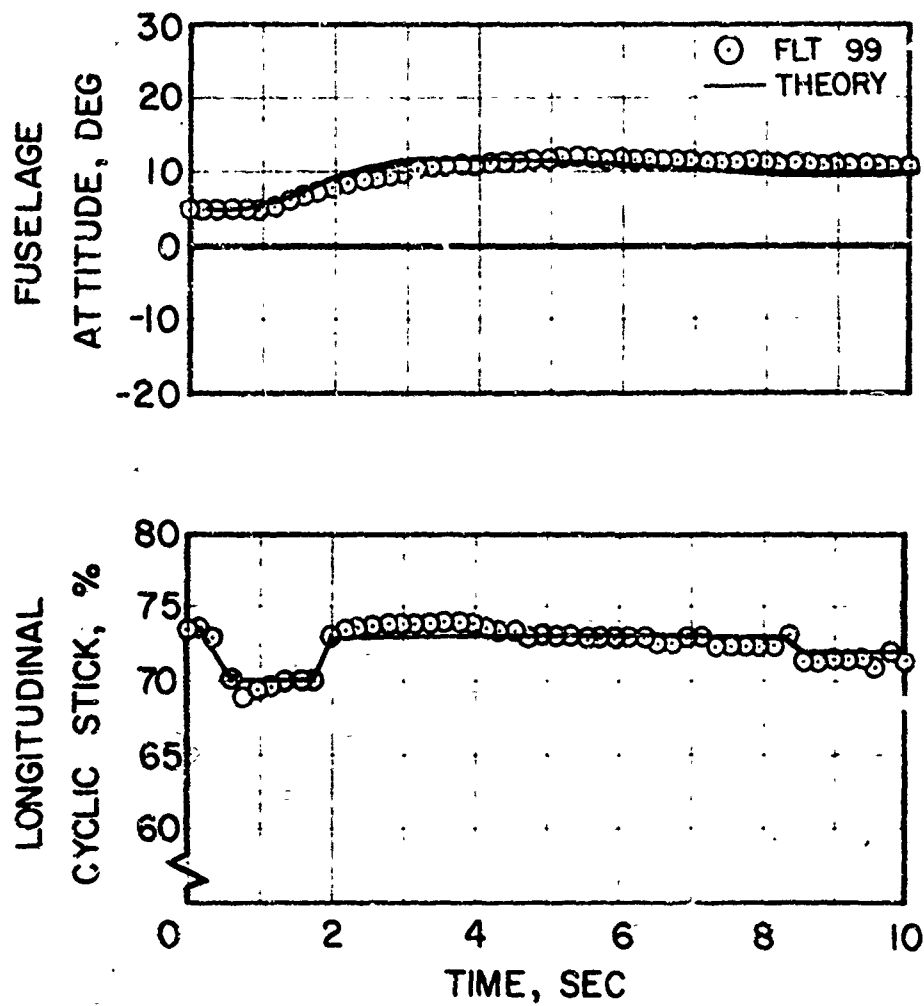 30
20
10
0
-10
-20
FUSELAGE
ATTITUDE, DEG
FLT 99
THEORY
80
75
70
65
60
LONGITUDINAL
CYCLIC STICK, %
0 2 4 6 8 10
TIME, SEC